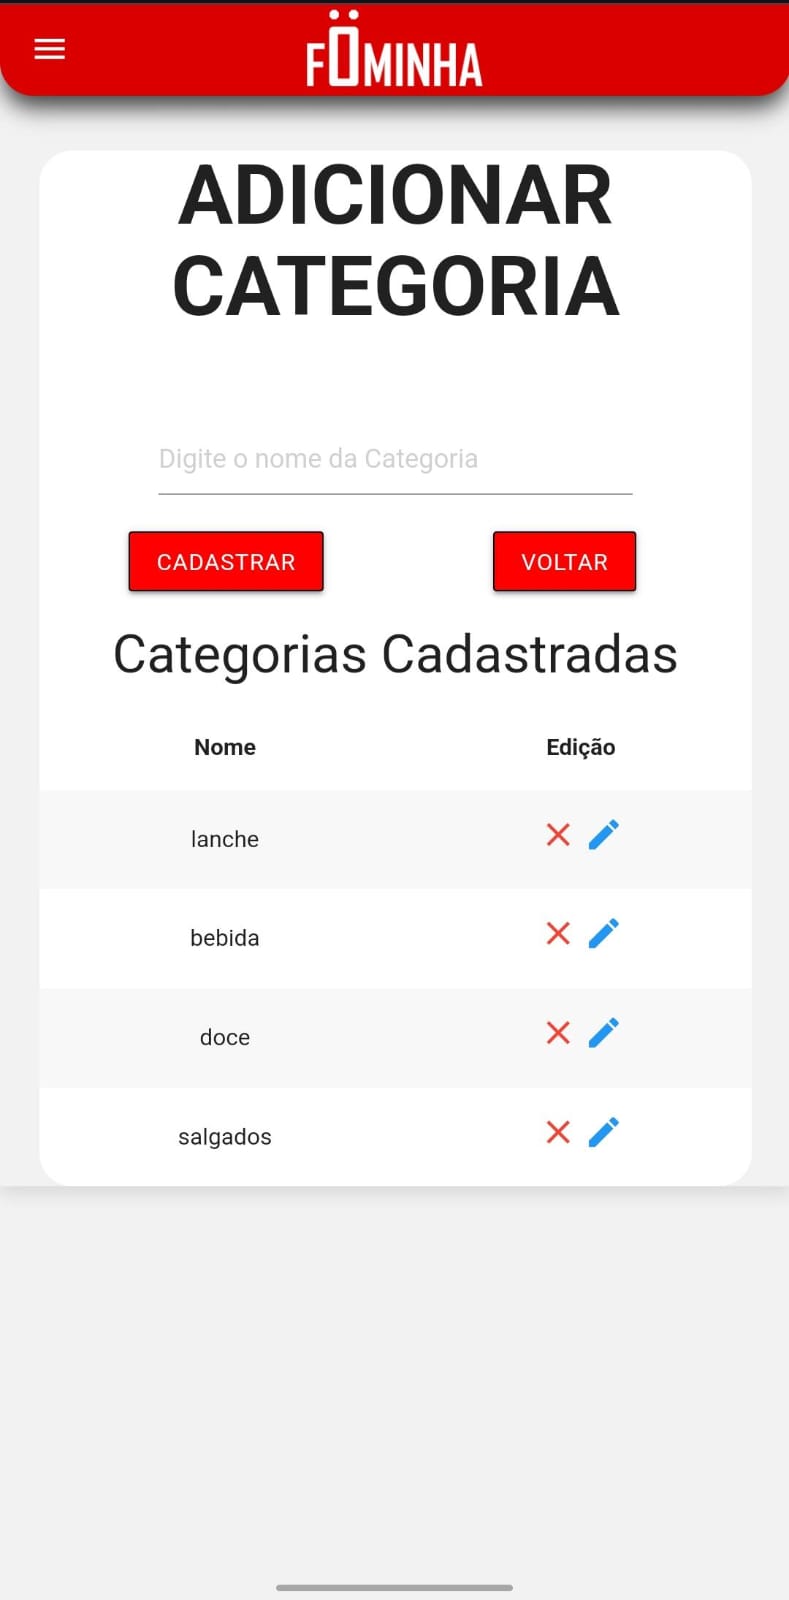 FÖMINHA
ADICIONAR
CATEGORIA
Digite o nome da Categoria
CADASTRAR VOLTAR
Categorias Cadastradas
Nome Edição
lanche
bebida
doce
salgados